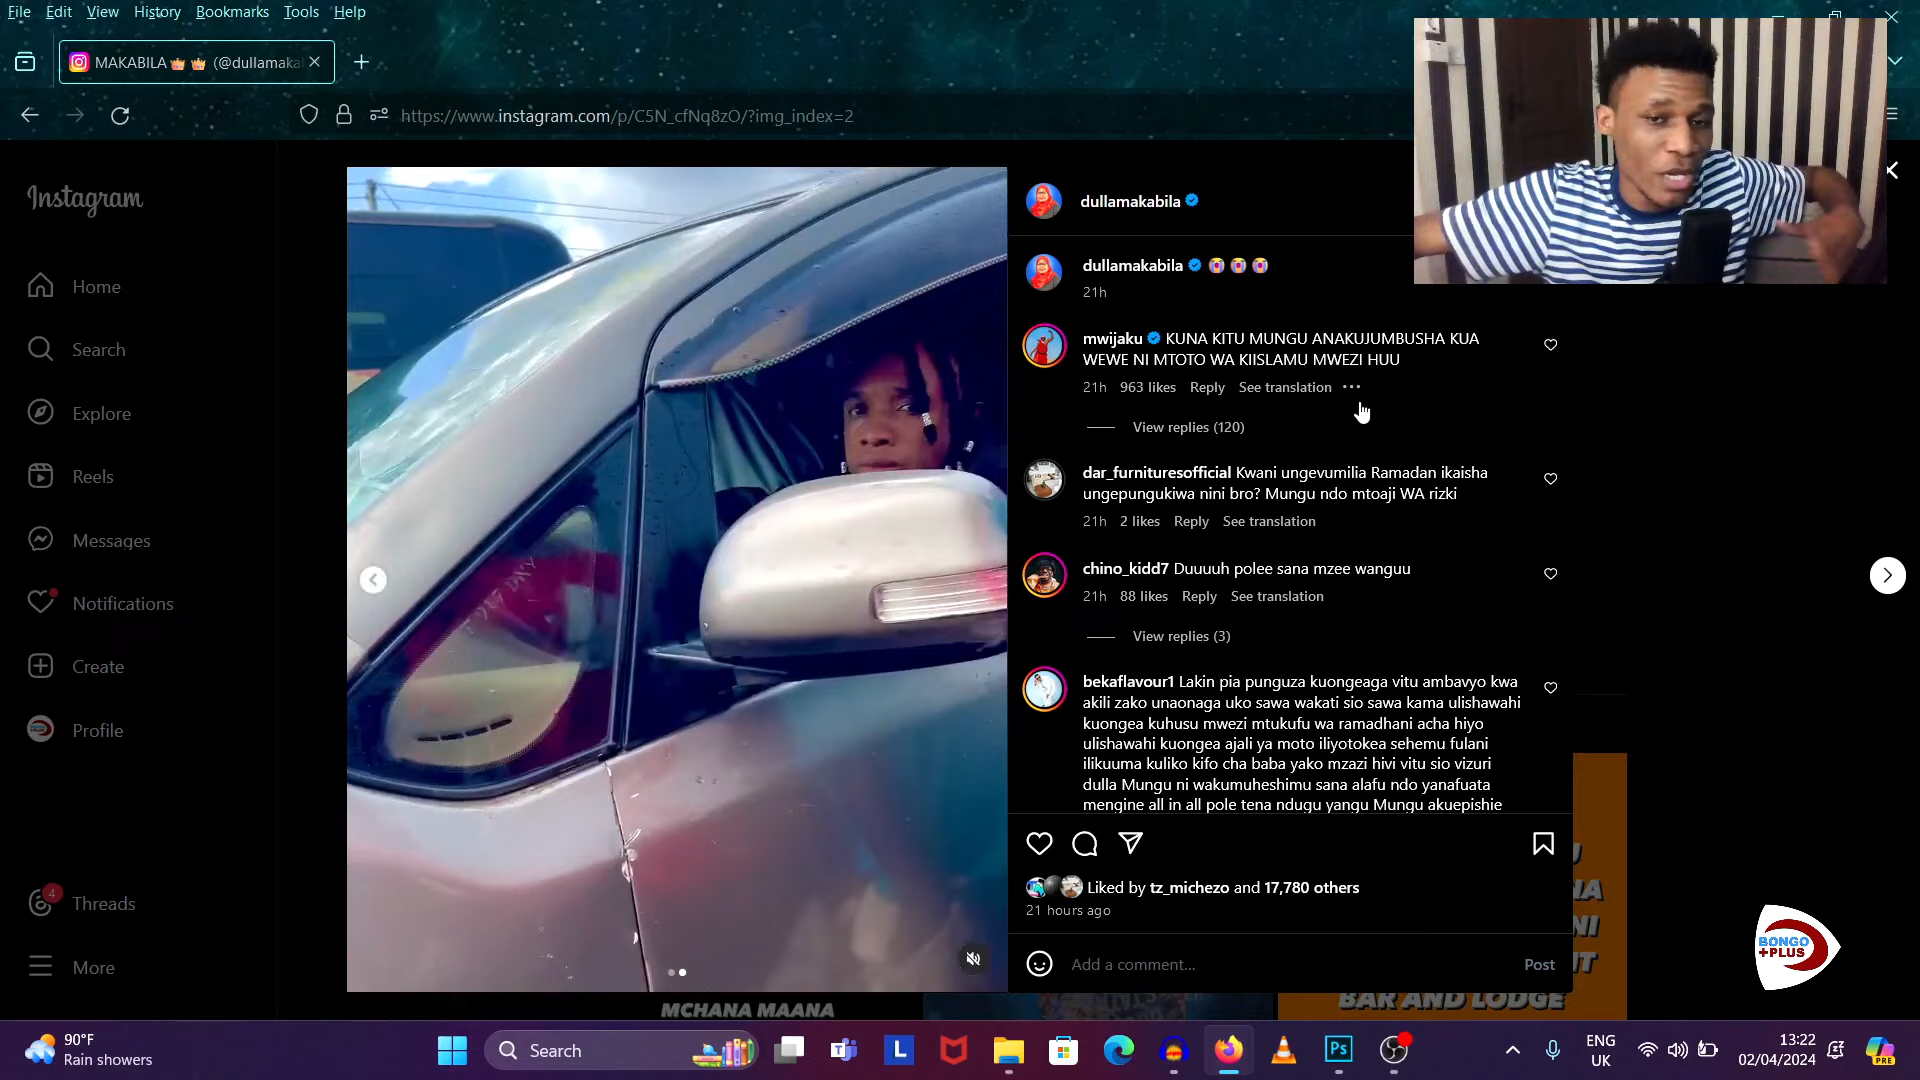 File Edit View History Bookmarks Tools Help
MAKABILA👑👑 (@dullamaka
https://www.instagram.com/p/C5N_cfNq8zO/?img_index=2
Instagram
Home
Search
Explore
Reels
Messages
Notifications
Create
Profile
4
Threads
More
dullamakabila
dullamakabila 😭😭😭
21h
mwijaku KUNA KITU MUNGU ANAKUJUMBUSHA KUA
WEWE NI MTOTO WA KIISLAMU MWEZI HUU
21h 963 likes Reply See translation
View replies (120)
dar_furnituresofficial Kwani ungevumilia Ramadan ikaisha
ungepungukiwa nini bro? Mungu ndo mtoaji WA rizki
21h 2 likes Reply See translation
chino_kidd7 Duuuuh polee sana mzee wanguu
21h 88 likes Reply See translation
View replies (3)
bekaflavour1 Lakin pia punguza kuongeaga vitu ambavyo kwa
akili zako unaonaga uko sawa wakati sio sawa kama ulishawahi
kuongea kuhusu mwezi mtukufu wa ramadhani acha hiyo
ulishawahi kuongea ajali ya moto iliyotokea sehemu fulani
ilikuuma kuliko kifo cha baba yako mzazi hivi vitu sio vizuri
dulla Mungu ni wakumuheshimu sana alafu ndo yanafuata
mengine all in all pole tena ndugu yangu Mungu akuepishie
Liked by tz_michezo and 17,780 others
21 hours ago
Add a comment...
Post
MCHANA MAANA
BAR AND LODGE
BONGO
+PLUS
90°F
Rain showers
Search
L
Ps
ENG
UK
13:22
02/04/2024
PRE